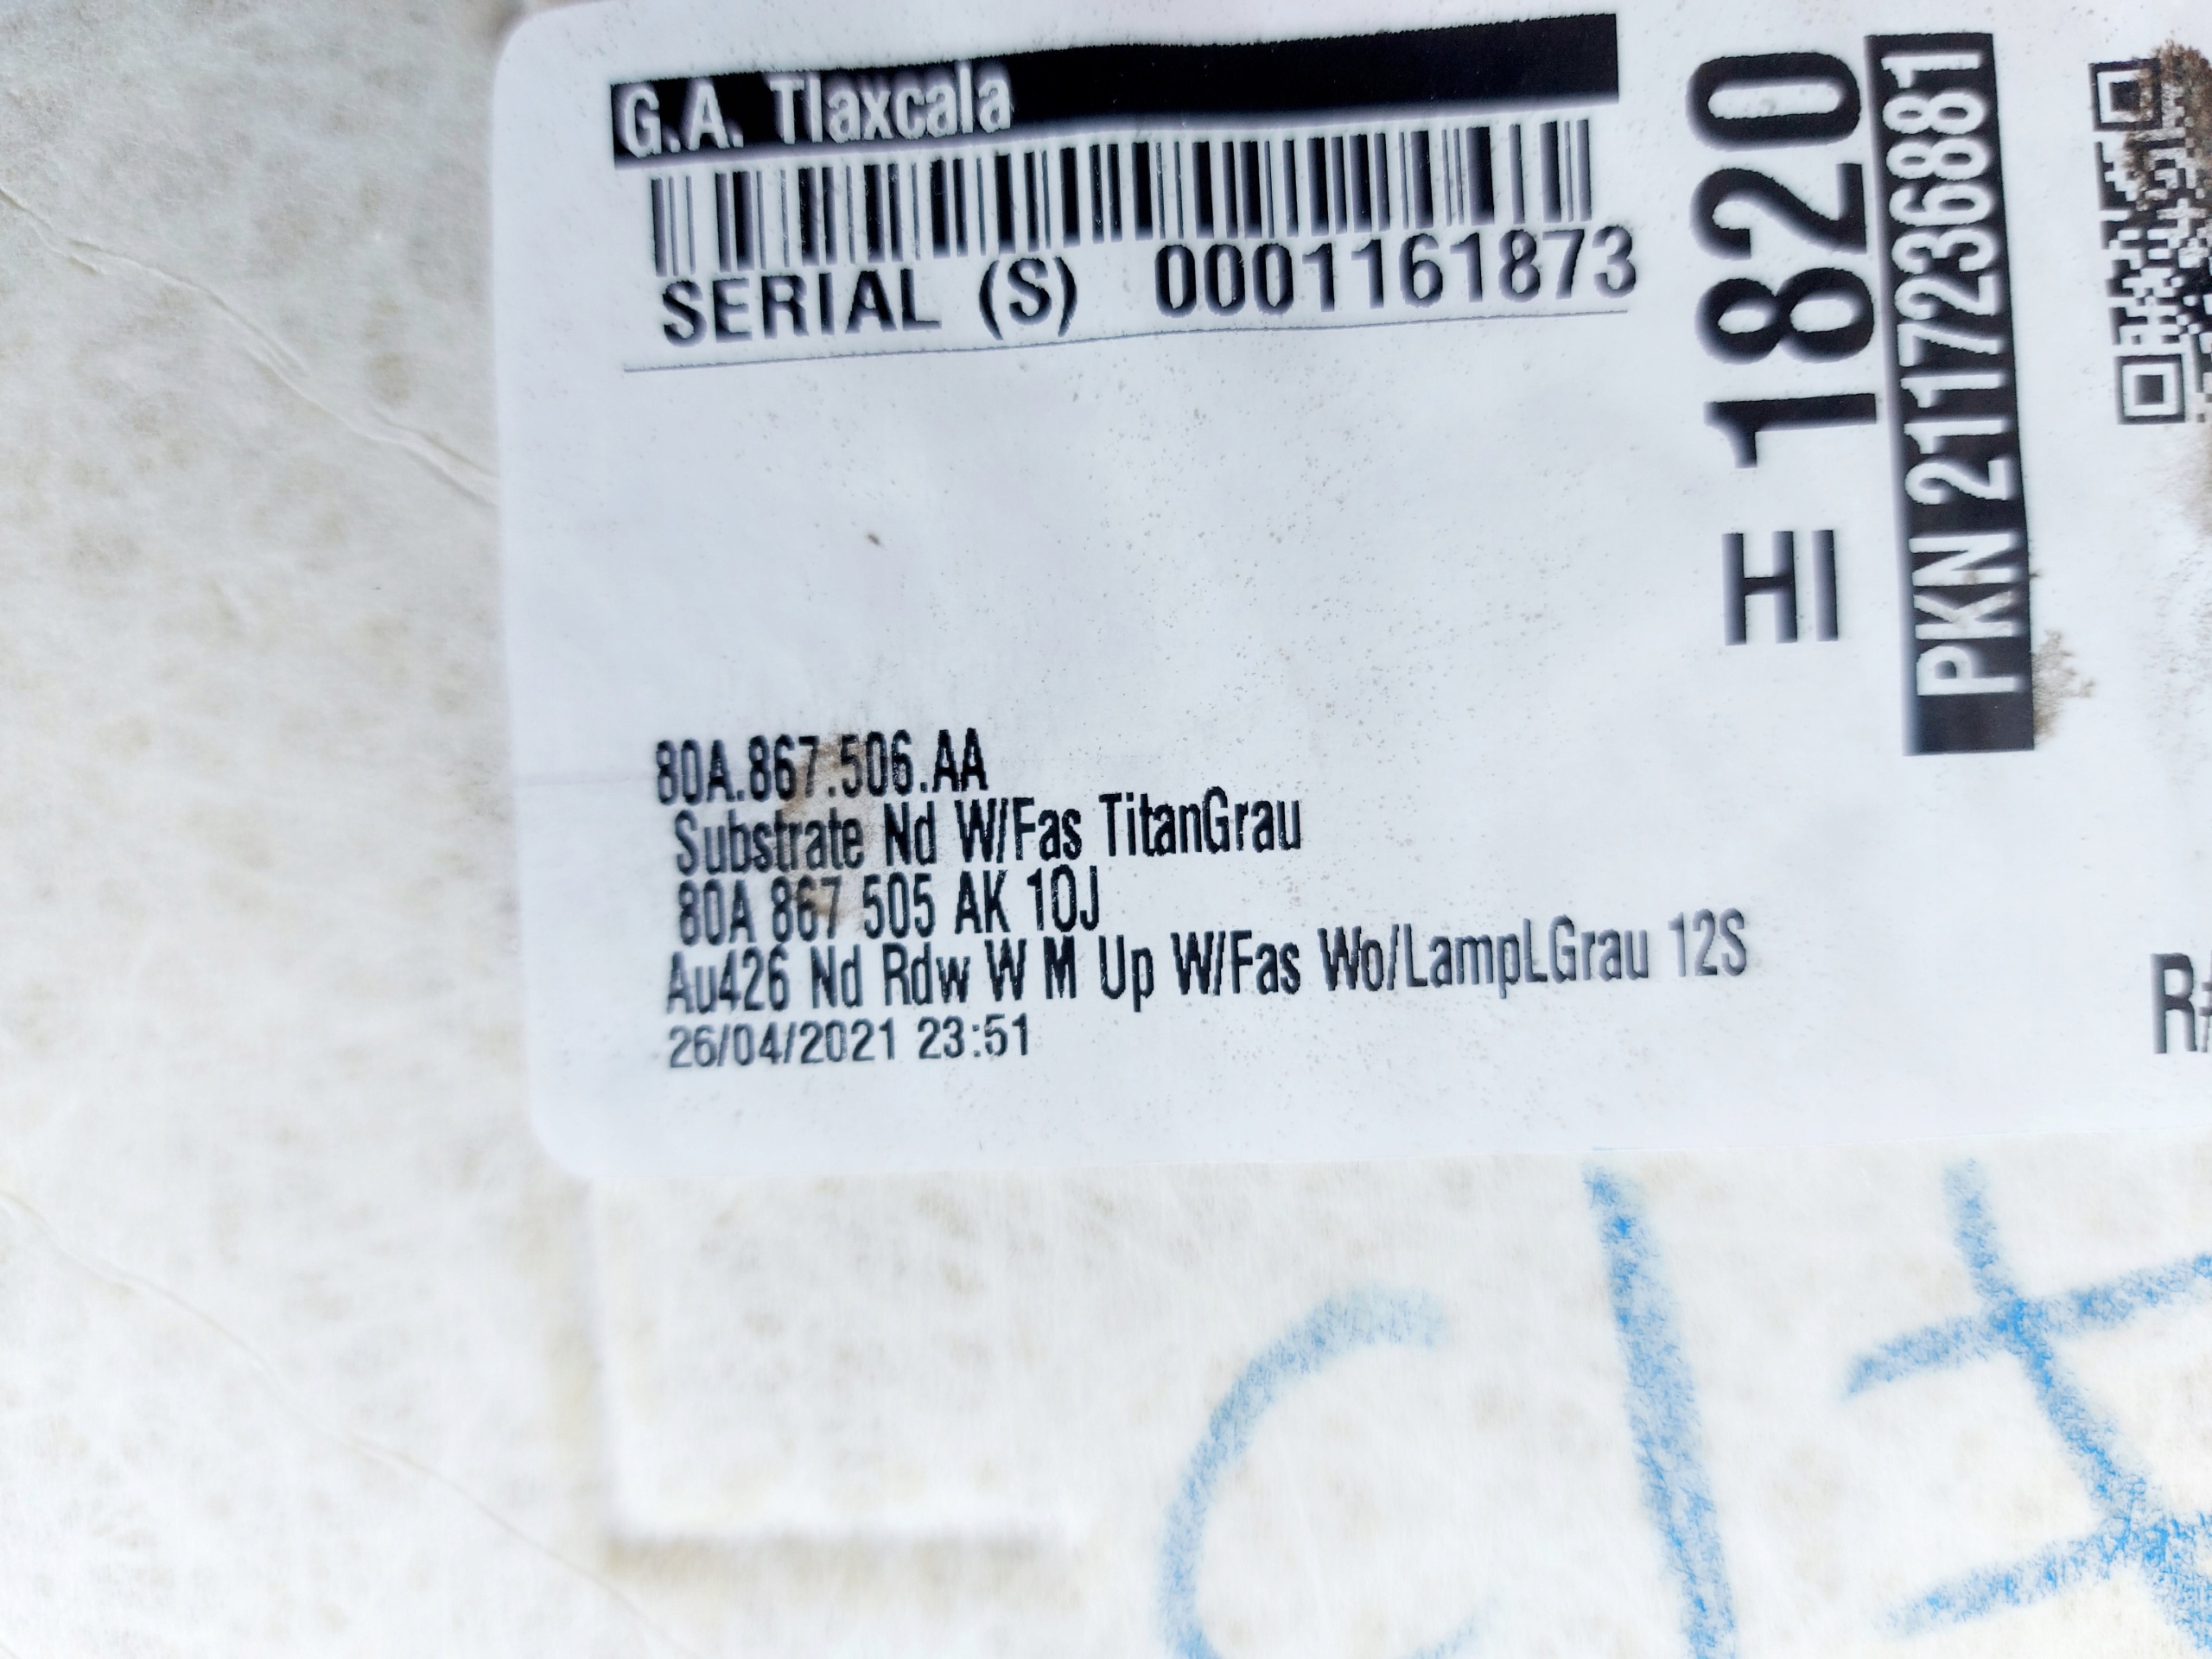 G.A. Tlaxcala
SERIAL (S) 0001161873
HI 1820
PKN 2117236881
80A.867.506.AA
Substrate Nd W/Fas TitanGrau
80A 867 505 AK 10J
Au426 Nd Rdw W M Up W/Fas Wo/LampLGrau 12S
26/04/2021 23:51